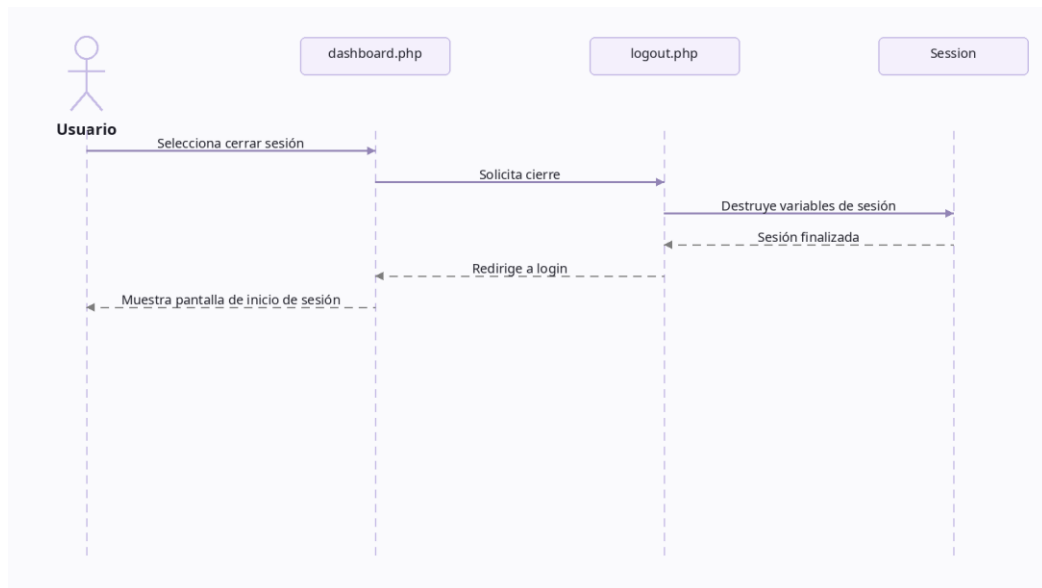 dashboard.php
logout.php
Session
Usuario
Selecciona cerrar sesión
Solicita cierre
Destruye variables de sesión
Sesión finalizada
Redirige a login
Muestra pantalla de inicio de sesión